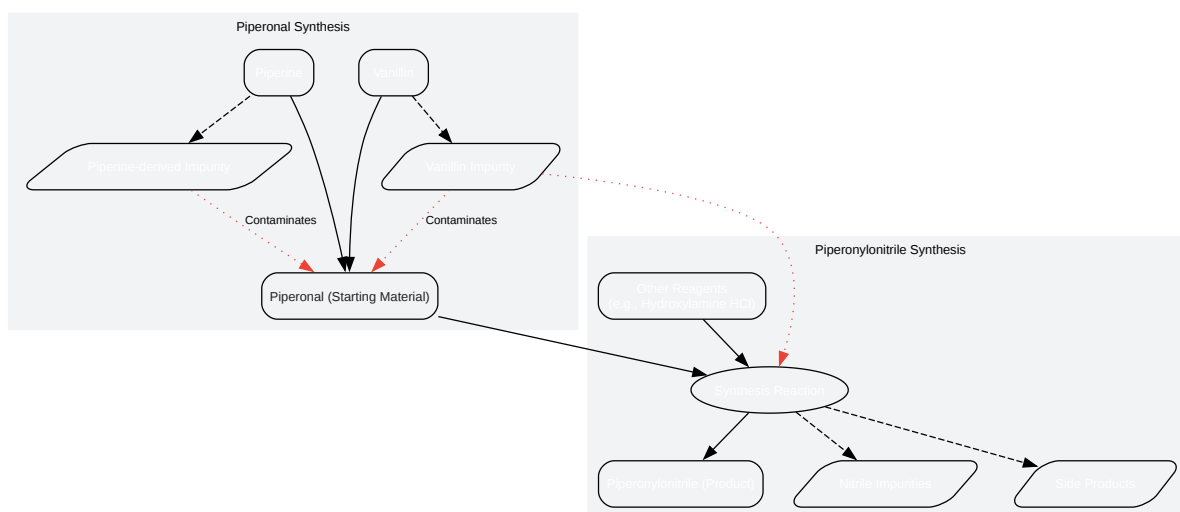 Piperonal Synthesis
Piperine
Vanillin
Piperine-derived Impurity
Vanillin Impurity
Contaminates
Contaminates
Piperonal (Starting Material)
Piperonylonitrile Synthesis
Other Reagents
(e.g., Hydroxylamine HCl)
Synthesis Reaction
Piperonylonitrile (Product)
Nitrile Impurities
Side Products